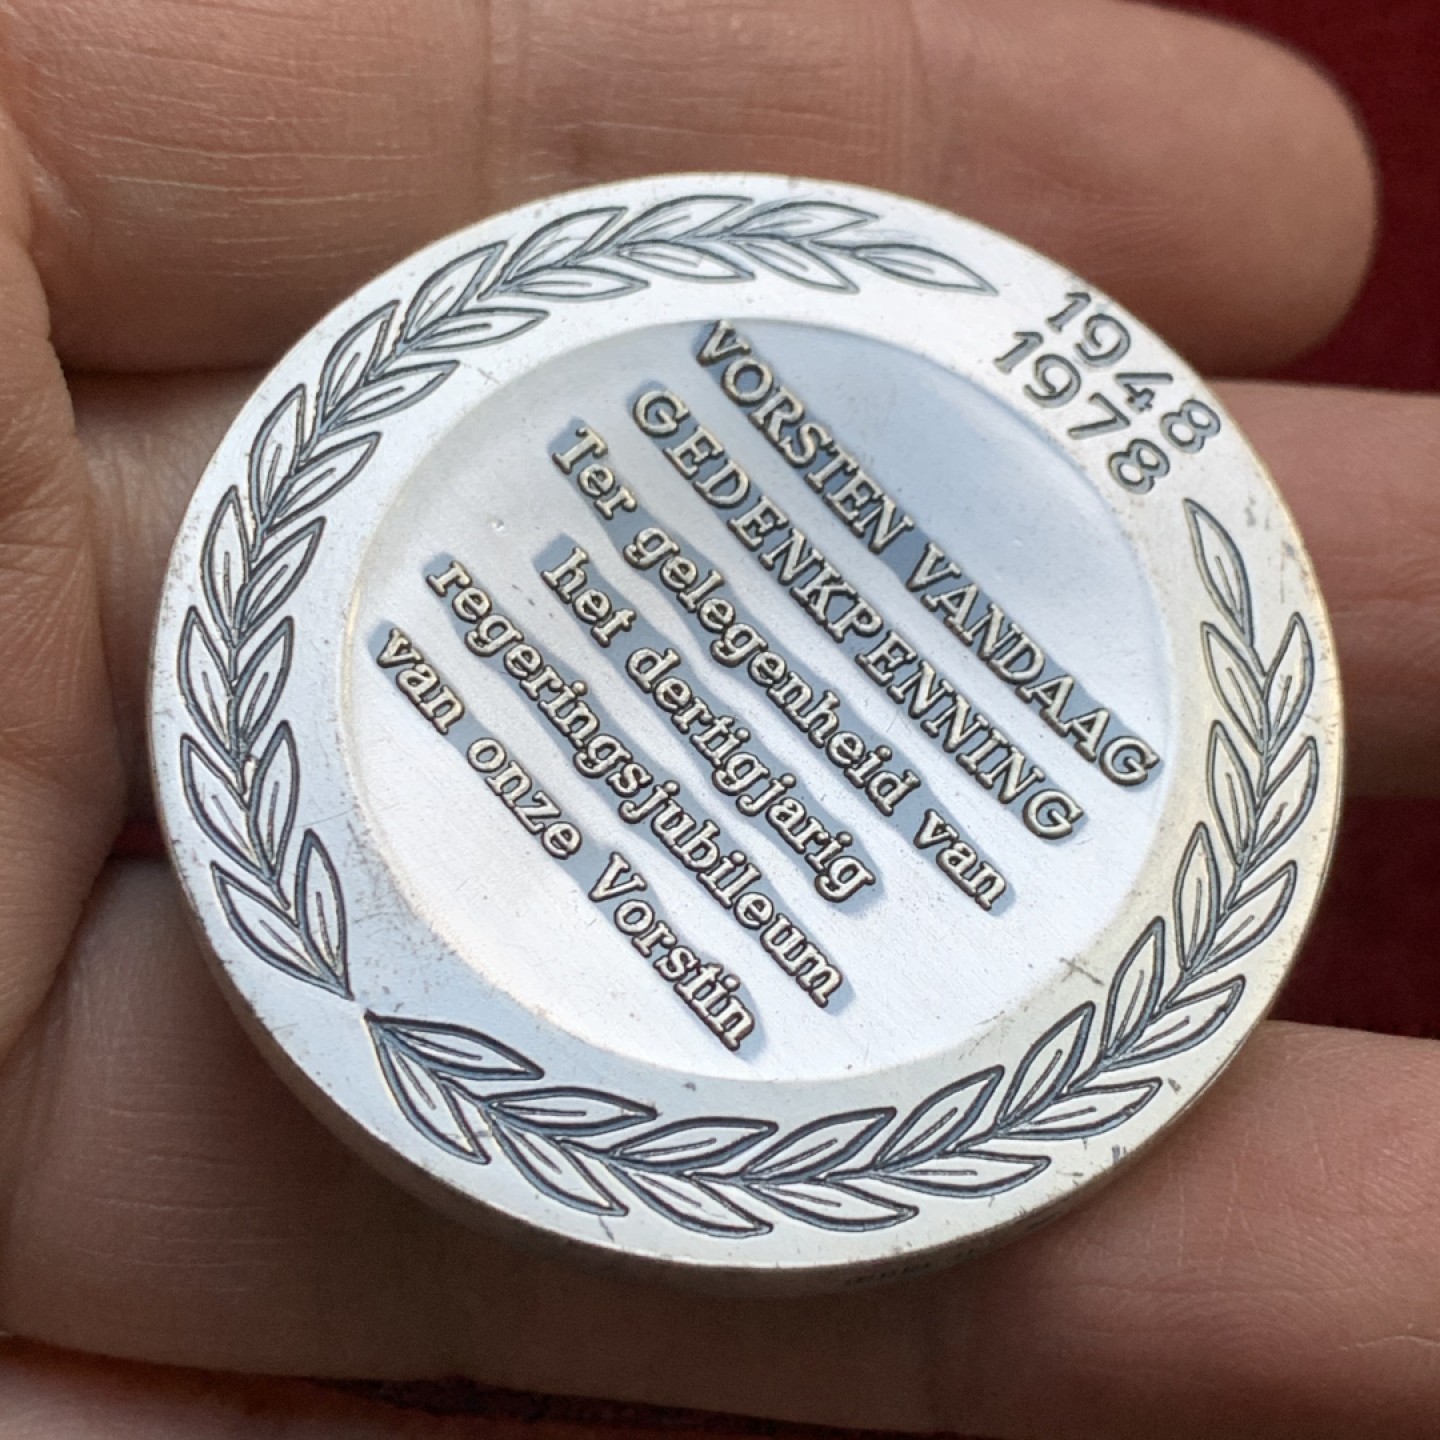 1948
1978
VORSTEN VANDAAG
GEDENKPENNING
Ter gelegenheid van
het dertigjarig
regeringsjubileum
van onze Vorstin